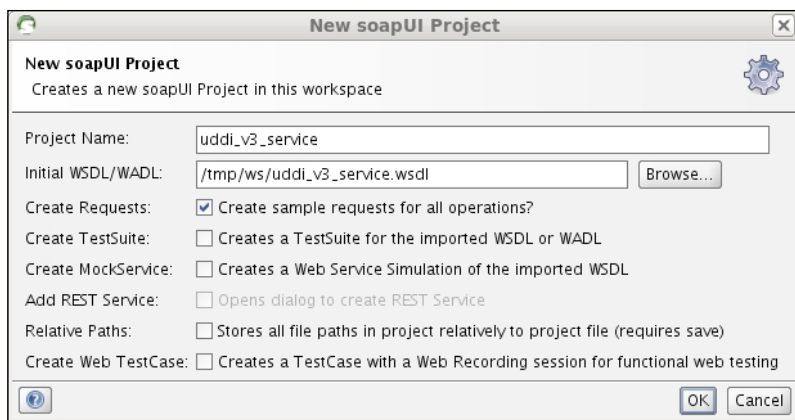 New soapUI Project
New soapUI Project
Creates a new soapUI Project in this workspace
Project Name: uddi_v3_service
Initial WSDL/WADL: /tmp/ws/uddi_v3_service.wsdl Browse...
Create Requests: Create sample requests for all operations?
Create TestSuite: Creates a TestSuite for the imported WSDL or WADL
Create MockService: Creates a Web Service Simulation of the imported WSDL
Add REST Service: Opens dialog to create REST Service
Relative Paths: Stores all file paths in project relatively to project file (requires save)
Create Web TestCase: Creates a TestCase with a Web Recording session for functional web testing
? OK Cancel